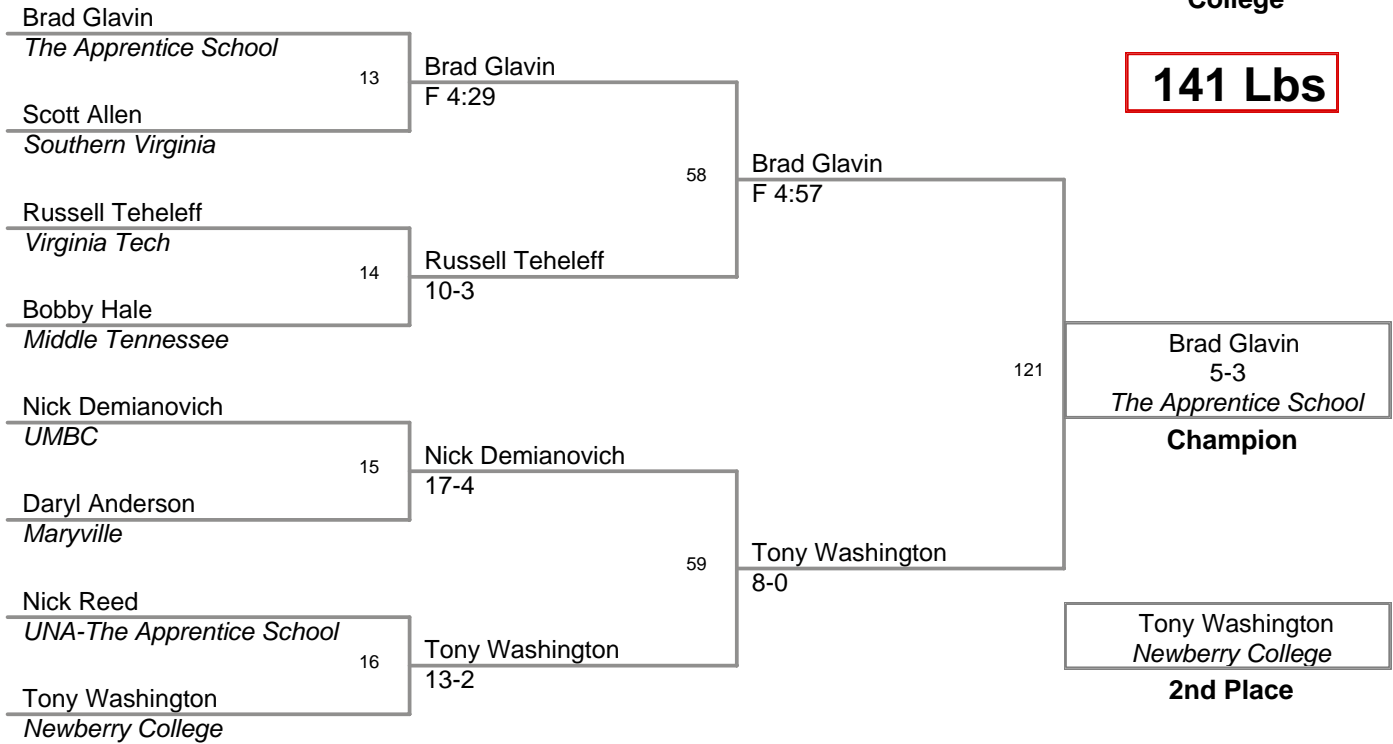 College
141 Lbs
Brad Glavin
The Apprentice School
13
Scott Allen
Southern Virginia
Brad Glavin
F 4:29
58
Russell Teheleff
Virginia Tech
14
Bobby Hale
Middle Tennessee
Russell Teheleff
10-3
Brad Glavin
F 4:57
121
Nick Demianovich
UMBC
15
Daryl Anderson
Maryville
Nick Demianovich
17-4
59
Nick Reed
UNA-The Apprentice School
16
Tony Washington
Newberry College
Tony Washington
13-2
Tony Washington
8-0
Brad Glavin
5-3
The Apprentice School
Champion
Tony Washington
Newberry College
2nd Place